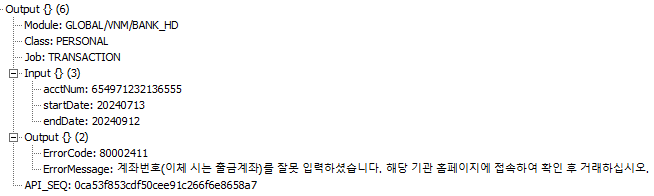 Output {} (6)
Module: GLOBAL/VNM/BANK_HD
Class: PERSONAL
Job: TRANSACTION
Input {} (3)
acctNum: 654971232136555
startDate: 20240713
endDate: 20240912
Output {} (2)
ErrorCode: 80002411
ErrorMessage: 계좌번호(이체 시는 출금계좌)를 잘못 입력하셨습니다. 해당 기관 홈페이지에 접속하여 확인 후 거래하십시오.
API_SEQ: 0ca53f853cdf50cee91c266f6e8658a7